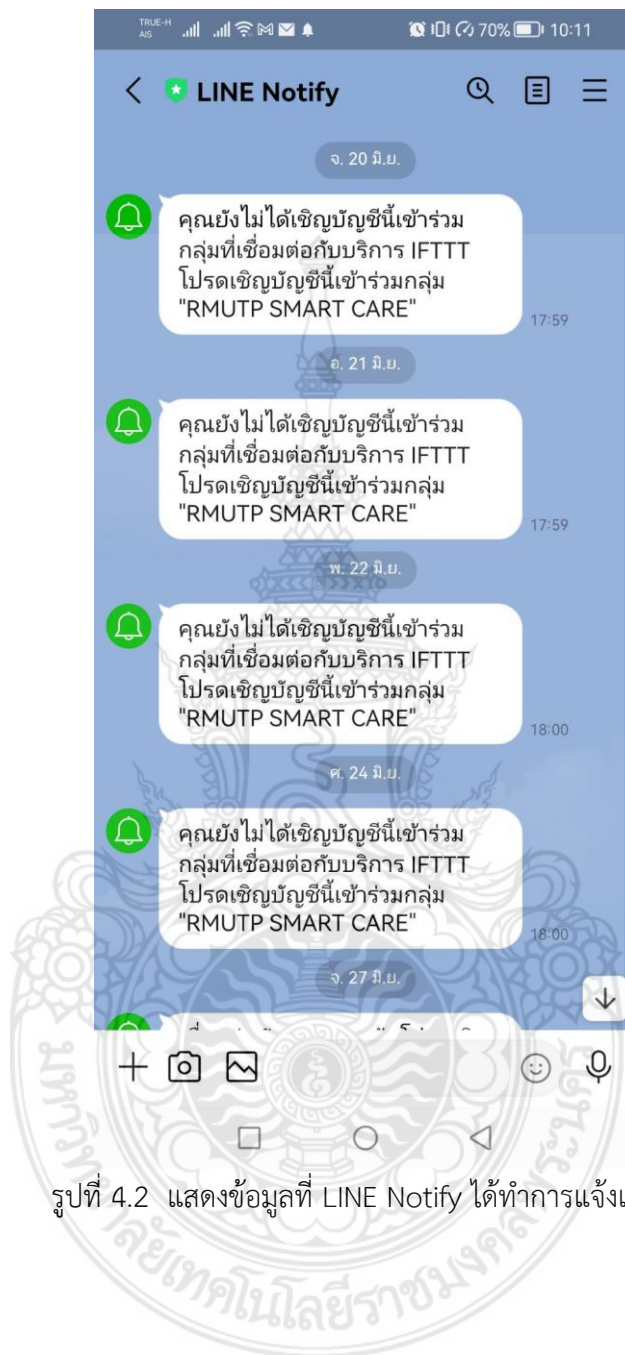 TRUE-H
AIS
70% 10:11
LINE Notify
จ. 20 มิ.ย.
คุณยังไม่ได้เชิญบัญชีนี้เข้าร่วม
กลุ่มที่เชื่อมต่อกับบริการ IFTTT
โปรดเชิญบัญชีนี้เข้าร่วมกลุ่ม
"RMUTP SMART CARE"
17:59
อ. 21 มิ.ย.
คุณยังไม่ได้เชิญบัญชีนี้เข้าร่วม
กลุ่มที่เชื่อมต่อกับบริการ IFTTT
โปรดเชิญบัญชีนี้เข้าร่วมกลุ่ม
"RMUTP SMART CARE"
17:59
พ. 22 มิ.ย.
คุณยังไม่ได้เชิญบัญชีนี้เข้าร่วม
กลุ่มที่เชื่อมต่อกับบริการ IFTTT
โปรดเชิญบัญชีนี้เข้าร่วมกลุ่ม
"RMUTP SMART CARE"
18:00
ศ. 24 มิ.ย.
คุณยังไม่ได้เชิญบัญชีนี้เข้าร่วม
กลุ่มที่เชื่อมต่อกับบริการ IFTTT
โปรดเชิญบัญชีนี้เข้าร่วมกลุ่ม
"RMUTP SMART CARE"
18:00
จ. 27 มิ.ย.
รูปที่ 4.2 แสดงข้อมูลที่ LINE Notify ได้ทำการแจ้งเ